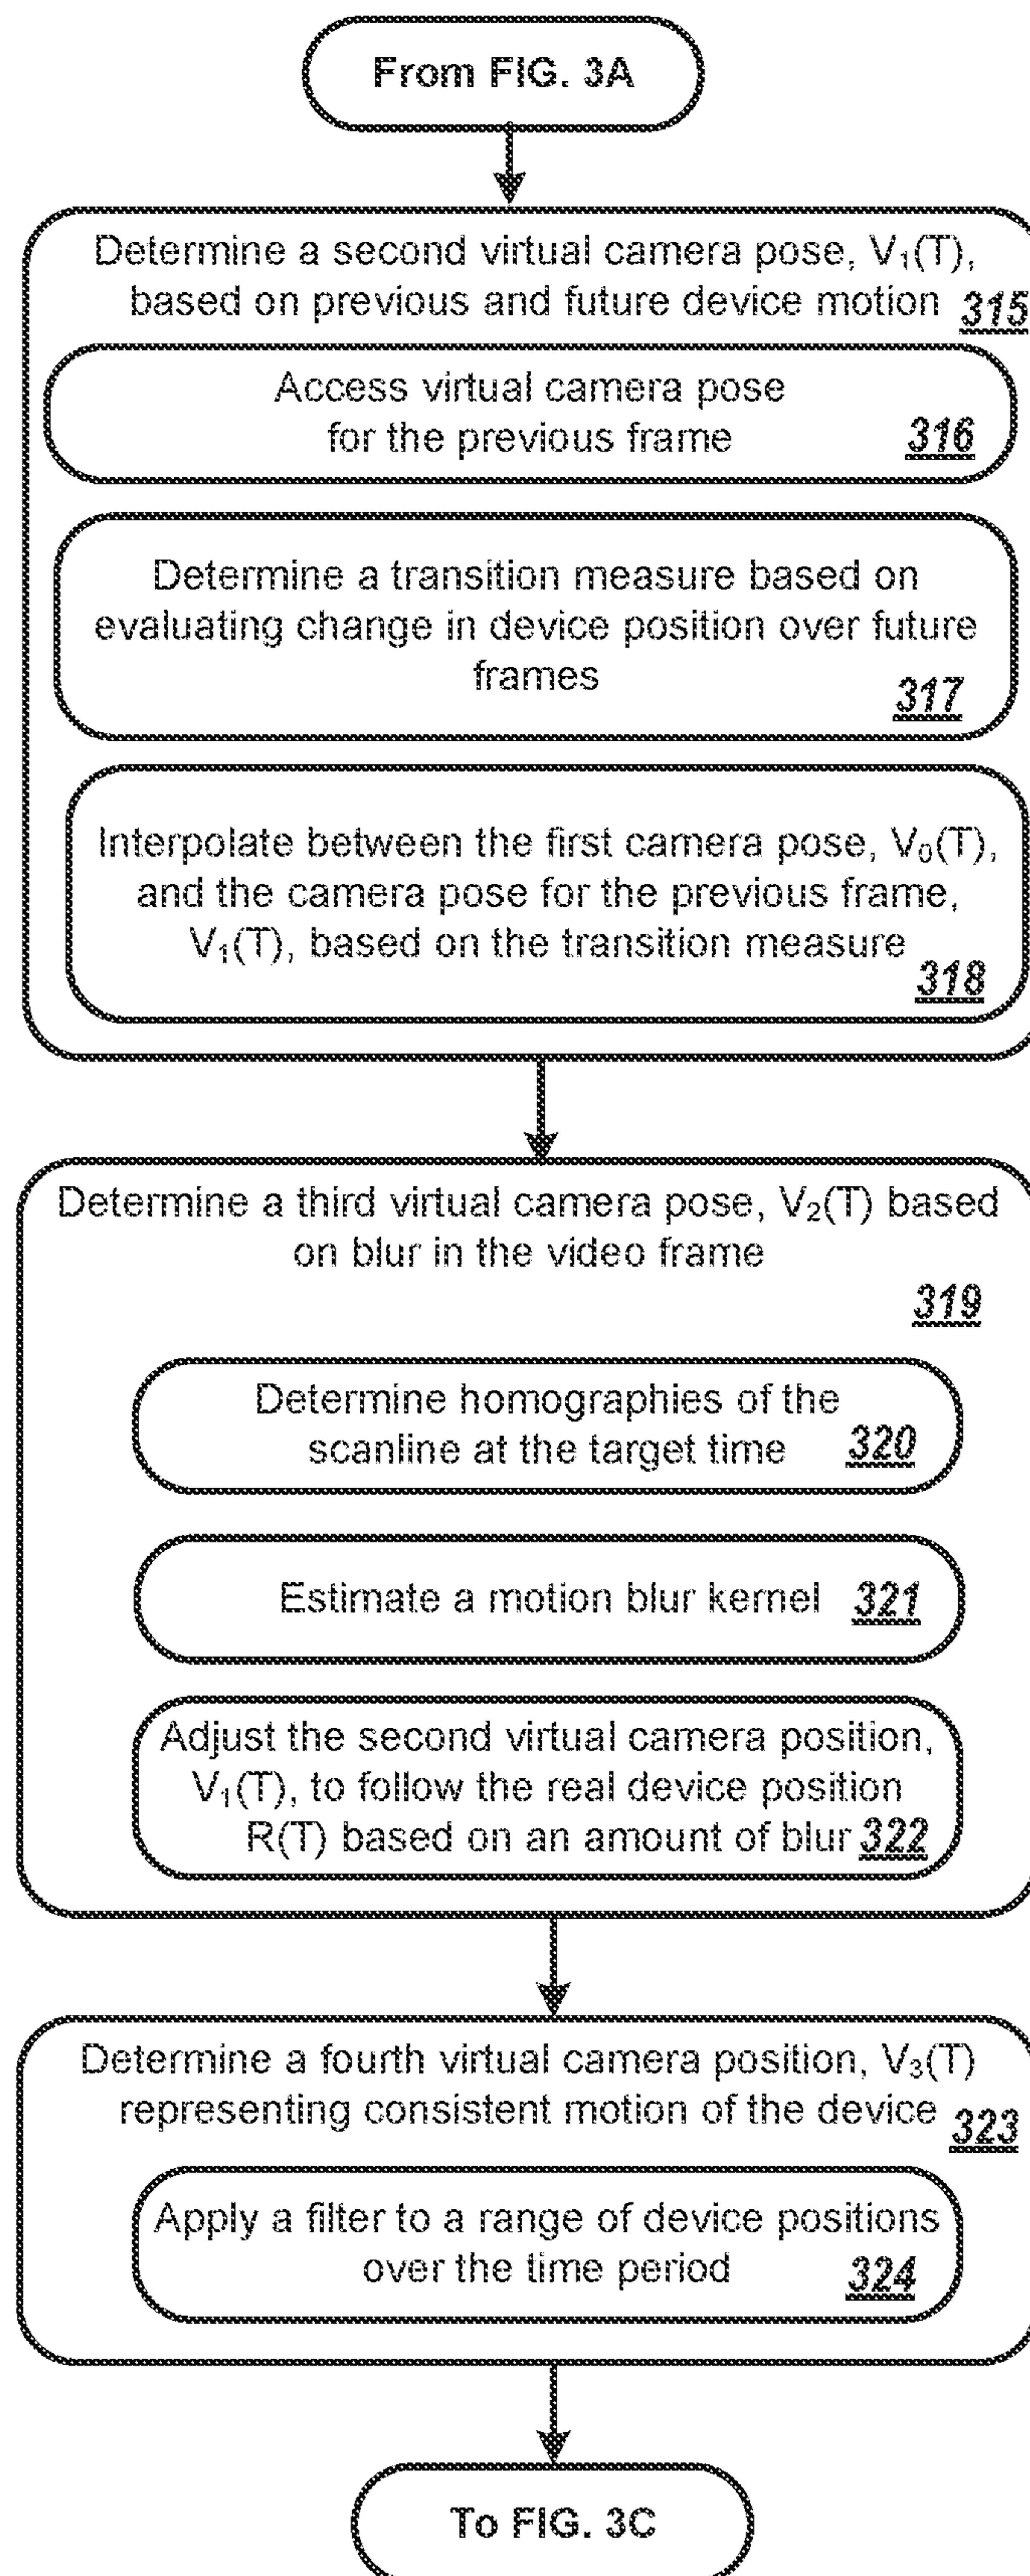 From FIG. 3A
Determine a second virtual camera pose, V₁(T),
based on previous and future device motion 315
Access virtual camera pose
for the previous frame 316
Determine a transition measure based on
evaluating change in device position over future
frames
317
Interpolate between the first camera pose, V₀(T),
and the camera pose for the previous frame,
V₁(T), based on the transition measure
318
Determine a third virtual camera pose, V₂(T) based
on blur in the video frame
319
Determine homographies of the
scanline at the target time 320
Estimate a motion blur kernel 321
Adjust the second virtual camera position,
V₁(T), to follow the real device position
R(T) based on an amount of blur 322
Determine a fourth virtual camera position, V₃(T)
representing consistent motion of the device 323
Apply a filter to a range of device positions
over the time period 324
To FIG. 3C